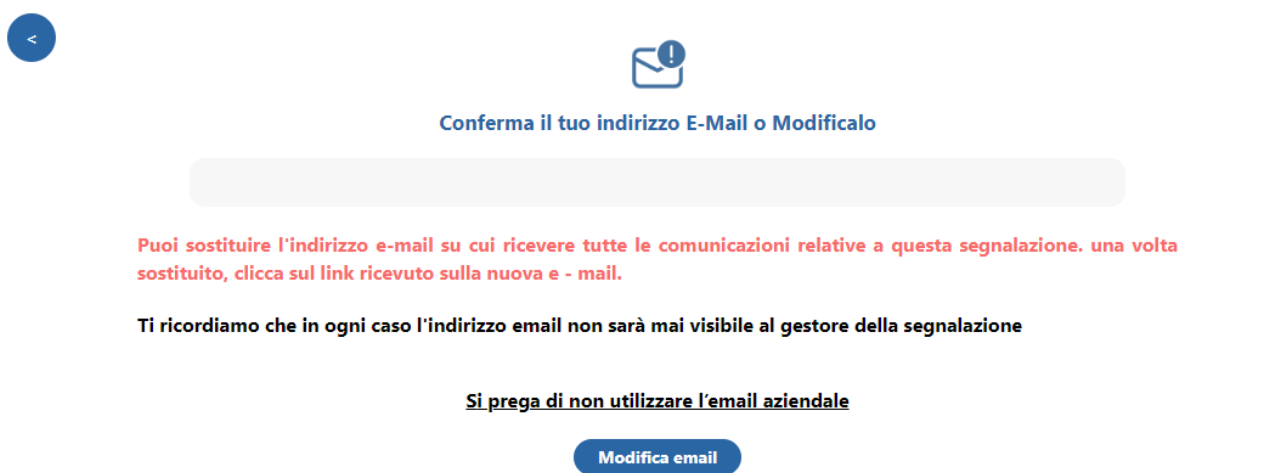 <
Conferma il tuo indirizzo E-Mail o Modificalo
Puoi sostituire l'indirizzo e-mail su cui ricevere tutte le comunicazioni relative a questa segnalazione. una volta
sostituito, clicca sul link ricevuto sulla nuova e - mail.
Ti ricordiamo che in ogni caso l'indirizzo email non sarà mai visibile al gestore della segnalazione
Si prega di non utilizzare l’email aziendale
Modifica email